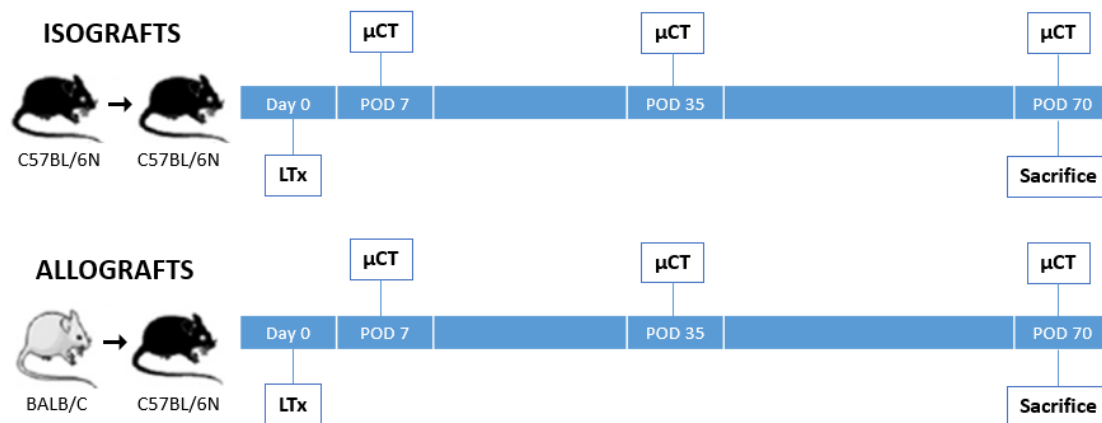 ISOGRAFTS
µCT
µCT
µCT
Day 0
POD 7
POD 35
POD 70
C57BL/6N
C57BL/6N
LTx
Sacrifice
ALLOGRAFTS
µCT
µCT
µCT
Day 0
POD 7
POD 35
POD 70
BALB/C
C57BL/6N
LTx
Sacrifice